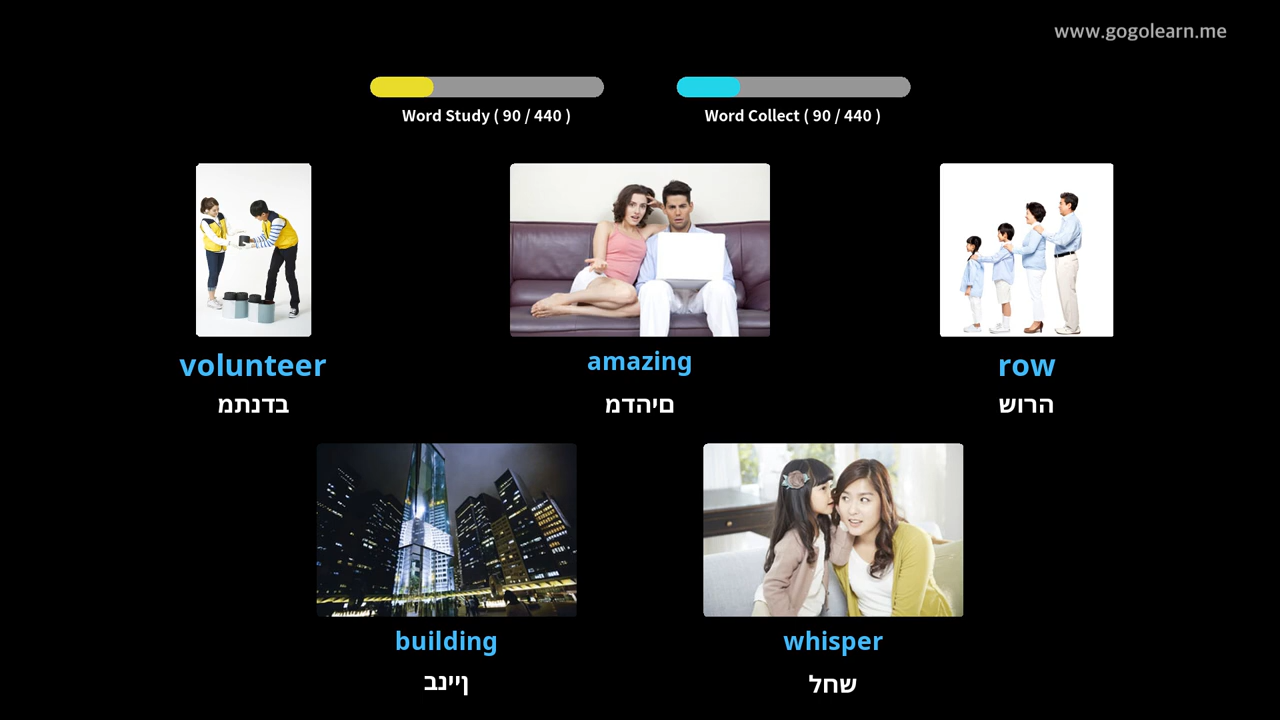 www.gogolearn.me
Word Study ( 90 / 440 )
Word Collect ( 90 / 440 )
volunteer
מתנדב
amazing
מדהים
row
שורה
building
בניין
whisper
לחש